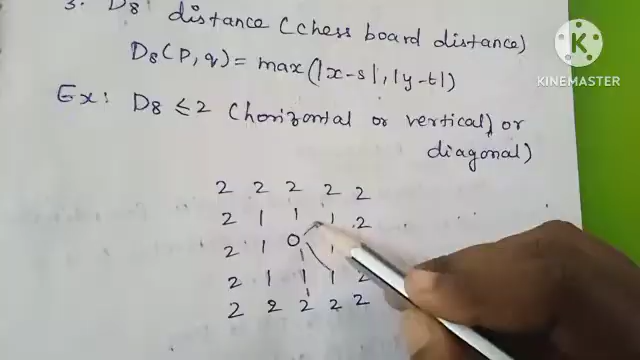 3. D8 distance (chess board distance)
D8(P,q) = max(|x-s|,|y-t|)
Ex: D8 ≤ 2 (horizontal or vertical) or
diagonal)
2 2 2 2 2
2 1 1 1 2
2 1 0 1
2 1 1 1 2
2 2 2 2 2
K
KINEMASTER